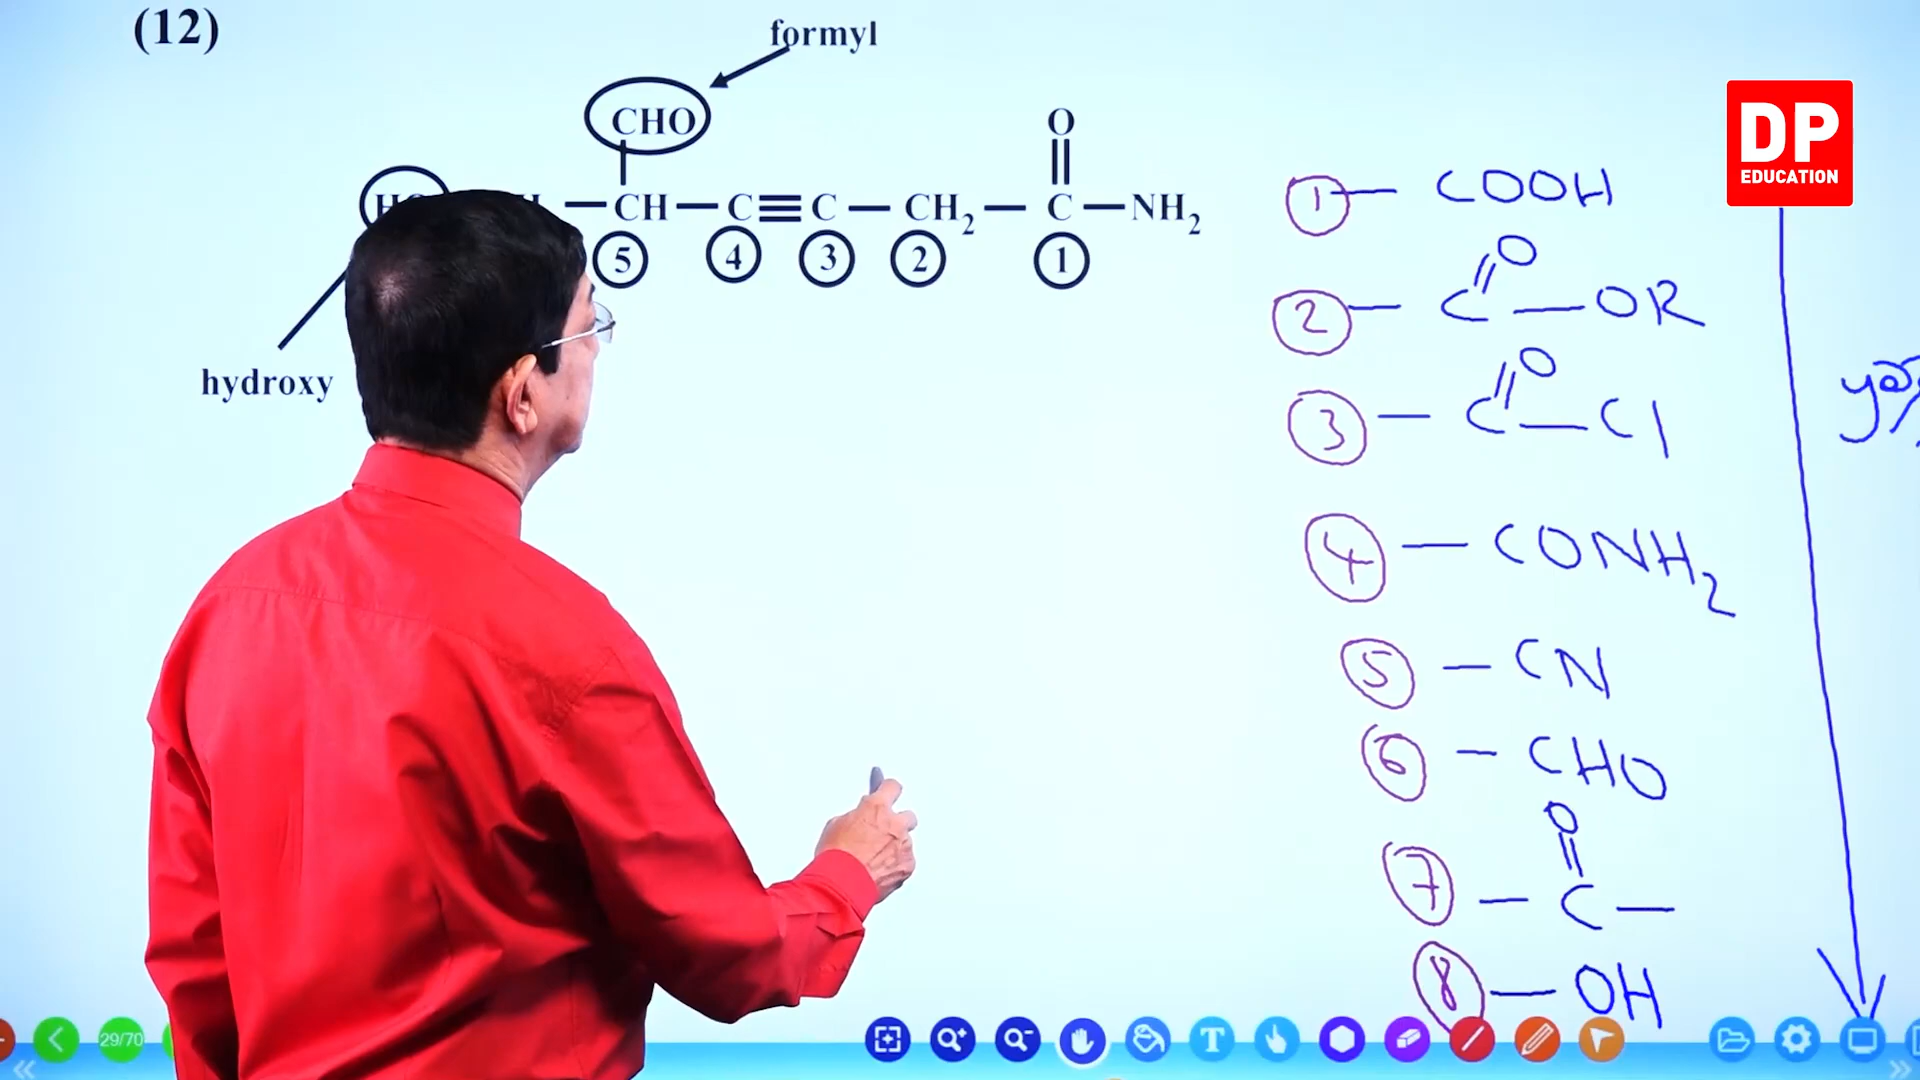 (12)
formyl
CHO
O
CH — C ≡ C — CH₂ — C — NH₂
5 4 3 2 1
hydroxy
DP
EDUCATION
1 — COOH
O
2 — C — OR
O
3 — C — Cl
4 — CONH₂
5 — CN
6 — CHO
O
7 — C —
8 — OH
29/70
T